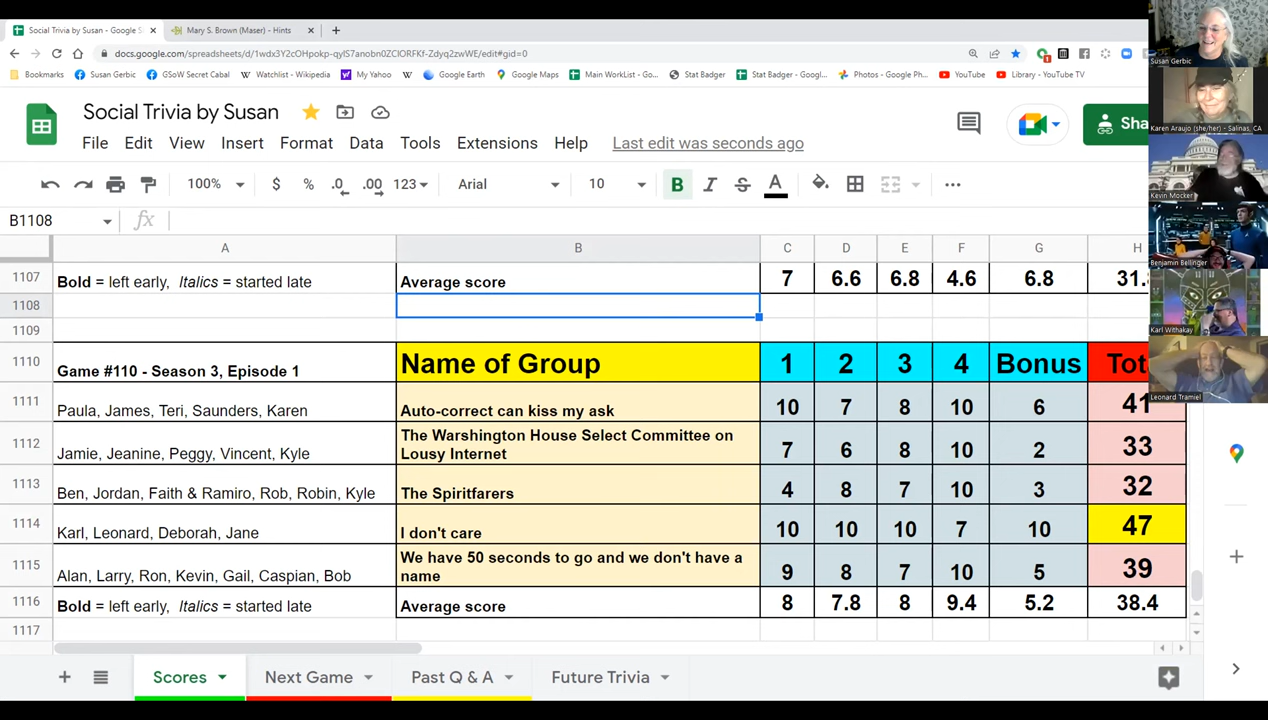 Social Trivia by Susan - Google S
Mary S. Brown (Maser) - Hints
Bookmarks Susan Gerbic GSoW Secret Cabal Watchlist - Wikipedia My Yahoo Google Earth Google Maps Main WorkList - Go... Stat Badger Stat Badger - Goog... Photos - Google Ph... YouTube Library - YouTube TV
Social Trivia by Susan
File Edit View Insert Format Data Tools Extensions Help Last edit was seconds ago
Sha
100% $ % .0 .00 123 Arial 10 B I S A
B1108 fx
A B C D E F G H
1107 Bold = left early, Italics = started late Average score 7 6.6 6.8 4.6 6.8
1108
1109
1110 Game #110 - Season 3, Episode 1 Name of Group 1 2 3 4 Bonus Tot
1111 Paula, James, Teri, Saunders, Karen Auto-correct can kiss my ask 10 7 8 10 6 41
1112 Jamie, Jeanine, Peggy, Vincent, Kyle The Warshington House Select Committee on
Lousy Internet 7 6 8 10 2 33
1113 Ben, Jordan, Faith & Ramiro, Rob, Robin, Kyle The Spiritfarers 4 8 7 10 3 32
1114 Karl, Leonard, Deborah, Jane I don't care 10 10 10 7 10 47
1115 Alan, Larry, Ron, Kevin, Gail, Caspian, Bob We have 50 seconds to go and we don't have a
name 9 8 7 10 5 39
1116 Bold = left early, Italics = started late Average score 8 7.8 8 9.4 5.2 38.4
1117
Scores Next Game Past Q & A Future Trivia
Susan Gerbic
Karen Araujo (she/her) - Salinas, CA
Kevin Mocker
Benjamin Bellinger
Karl Withakay
Leonard Tramiel